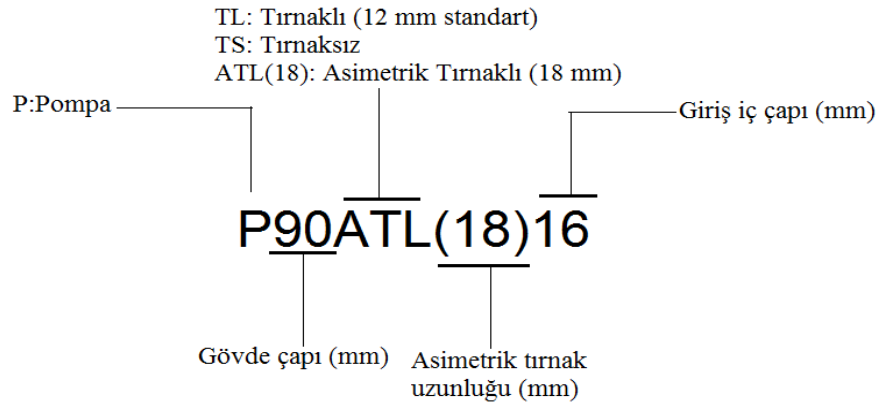 TL: Tırnaklı (12 mm standart)
TS: Tırnaksız
ATL(18): Asimetrik Tırnaklı (18 mm)
P:Pompa
Giriş iç çapı (mm)
P90ATL(18)16
Gövde çapı (mm)
Asimetrik tırnak
uzunluğu (mm)